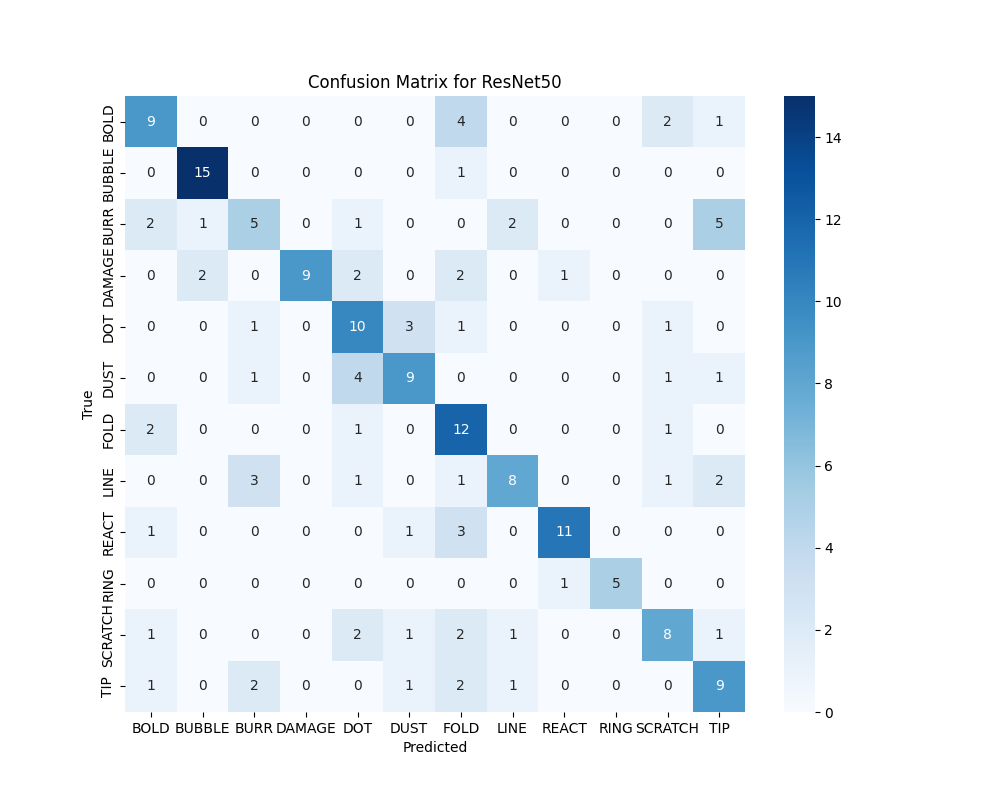 Confusion Matrix for ResNet50
BOLD 9 0 0 0 0 0 4 0 0 0 2 1
BUBBLE 0 15 0 0 0 0 1 0 0 0 0 0
BURR 2 1 5 0 1 0 0 2 0 0 0 5
DAMAGE 0 2 0 9 2 0 2 0 1 0 0 0
DOT 0 0 1 0 10 3 1 0 0 0 1 0
DUST 0 0 1 0 4 9 0 0 0 0 1 1
FOLD 2 0 0 0 1 0 12 0 0 0 1 0
LINE 0 0 3 0 1 0 1 8 0 0 1 2
REACT 1 0 0 0 0 1 3 0 11 0 0 0
RING 0 0 0 0 0 0 0 0 1 5 0 0
SCRATCH 1 0 0 0 2 1 2 1 0 0 8 1
TIP 1 0 2 0 0 1 2 1 0 0 0 9
True
BOLD BUBBLE BURR DAMAGE DOT DUST FOLD LINE REACT RING SCRATCH TIP
Predicted
14
12
10
8
6
4
2
0